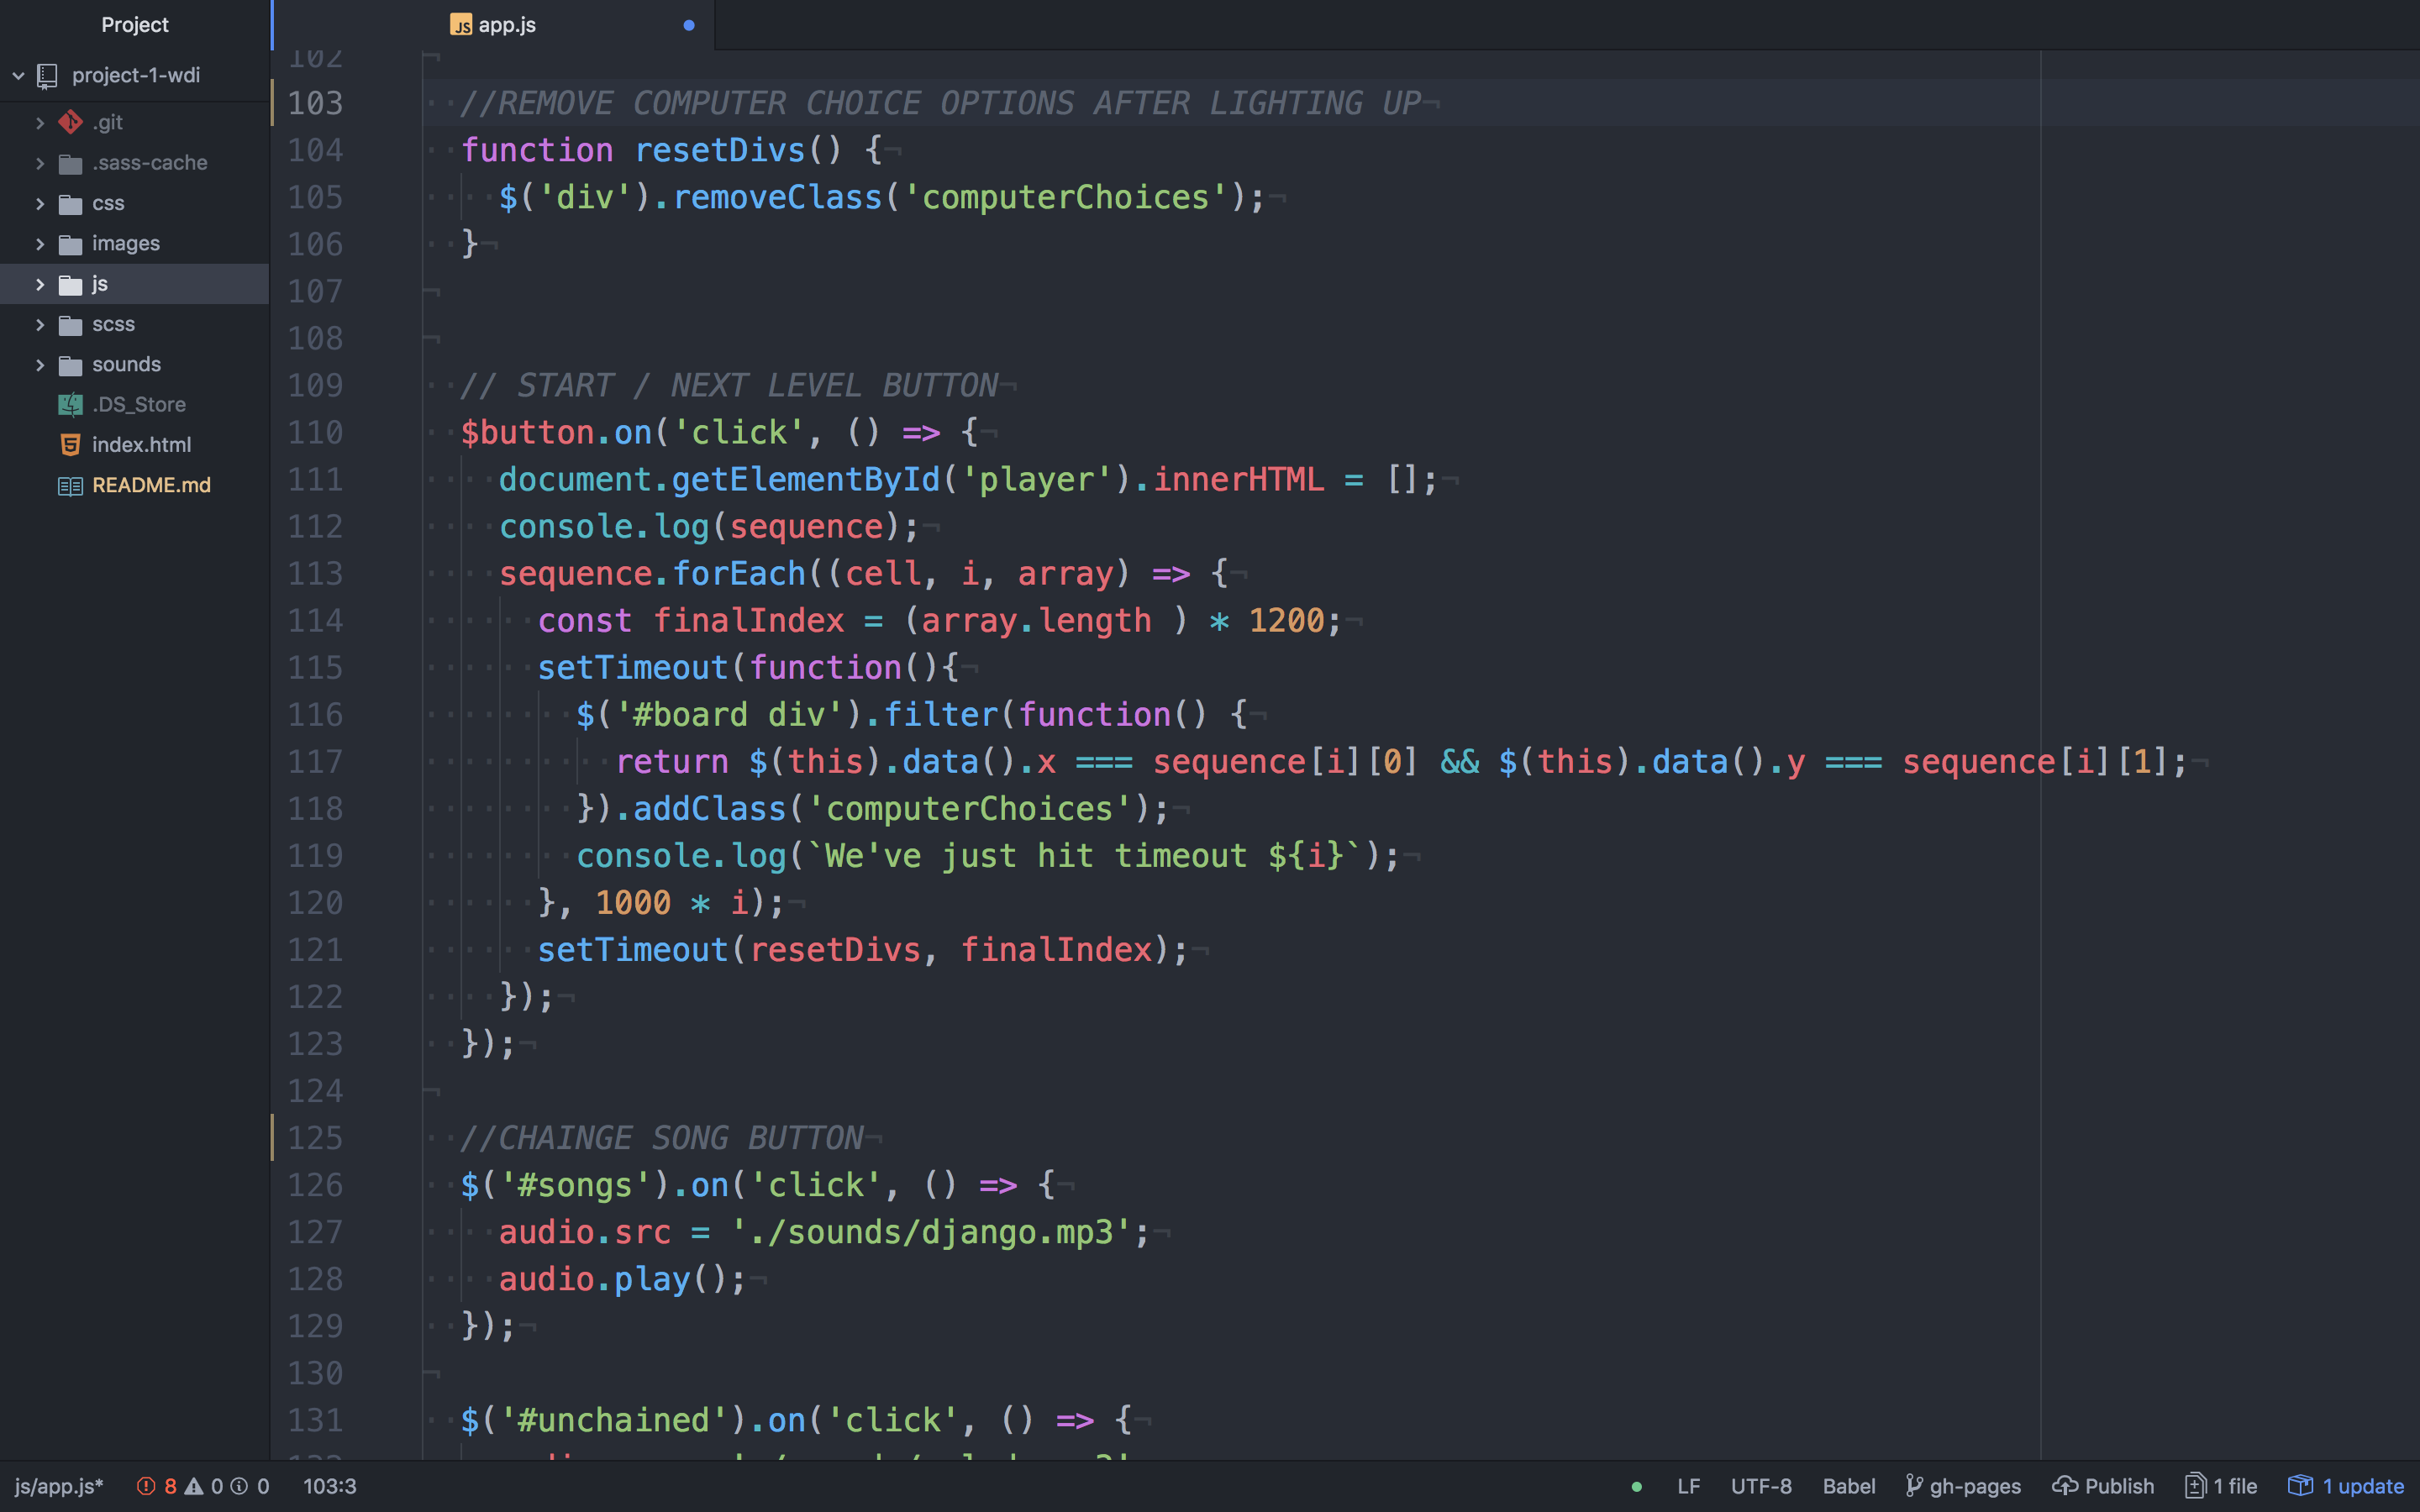 Project
app.js
project-1-wdi
.git
.sass-cache
css
images
js
scss
sounds
.DS_Store
index.html
README.md
102
103 //REMOVE COMPUTER CHOICE OPTIONS AFTER LIGHTING UP
104 function resetDivs() {
105 $('div').removeClass('computerChoices');
106 }
107
108
109 // START / NEXT LEVEL BUTTON
110 $button.on('click', () => {
111 document.getElementById('player').innerHTML = [];
112 console.log(sequence);
113 sequence.forEach((cell, i, array) => {
114 const finalIndex = (array.length ) * 1200;
115 setTimeout(function(){
116 $('#board div').filter(function() {
117 return $(this).data().x === sequence[i][0] && $(this).data().y === sequence[i][1];
118 }).addClass('computerChoices');
119 console.log(`We've just hit timeout ${i}`);
120 }, 1000 * i);
121 setTimeout(resetDivs, finalIndex);
122 });
123 });
124
125 //CHAINGE SONG BUTTON
126 $('#songs').on('click', () => {
127 audio.src = './sounds/django.mp3';
128 audio.play();
129 });
130
131 $('#unchained').on('click', () => {
js/app.js* 8 0 0 103:3 LF UTF-8 Babel gh-pages Publish 1 file 1 update